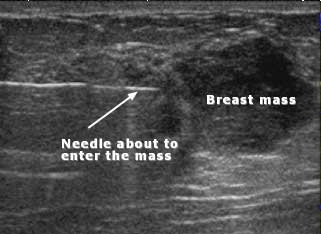 Breast mass
Needle about to
enter the mass